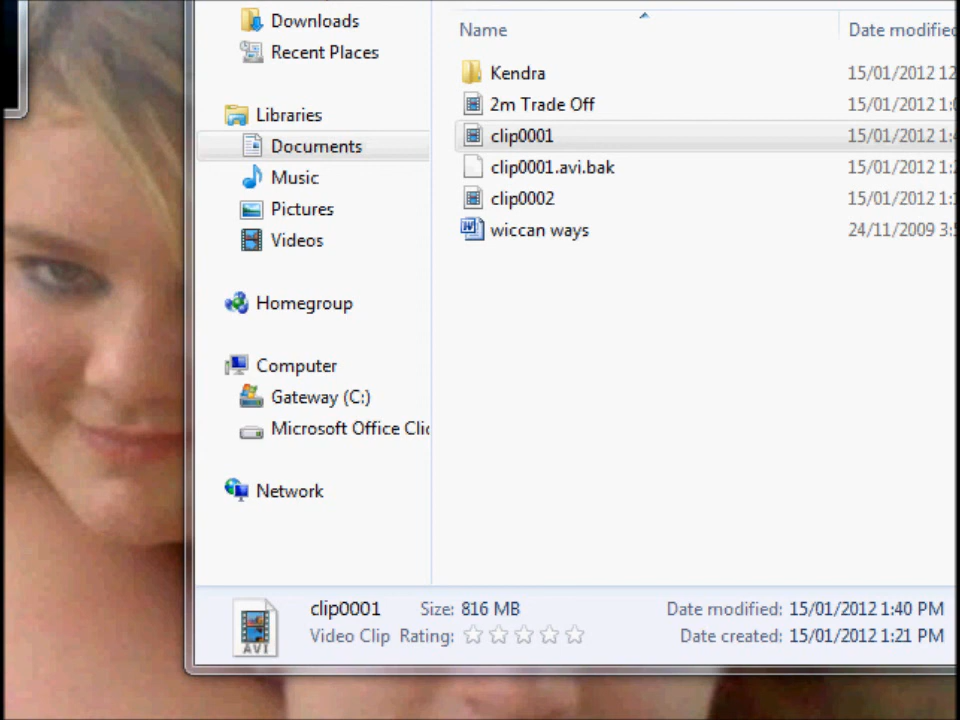 Downloads
Recent Places
Libraries
Documents
Music
Pictures
Videos
Homegroup
Computer
Gateway (C:)
Microsoft Office Clic
Network
Name Date modified
Kendra 15/01/2012 12
2m Trade Off 15/01/2012 1:
clip0001 15/01/2012 1:4
clip0001.avi.bak 15/01/2012 1:2
clip0002 15/01/2012 1:1
wiccan ways 24/11/2009 3:5
clip0001 Size: 816 MB Date modified: 15/01/2012 1:40 PM
Video Clip Rating: Date created: 15/01/2012 1:21 PM
AVI